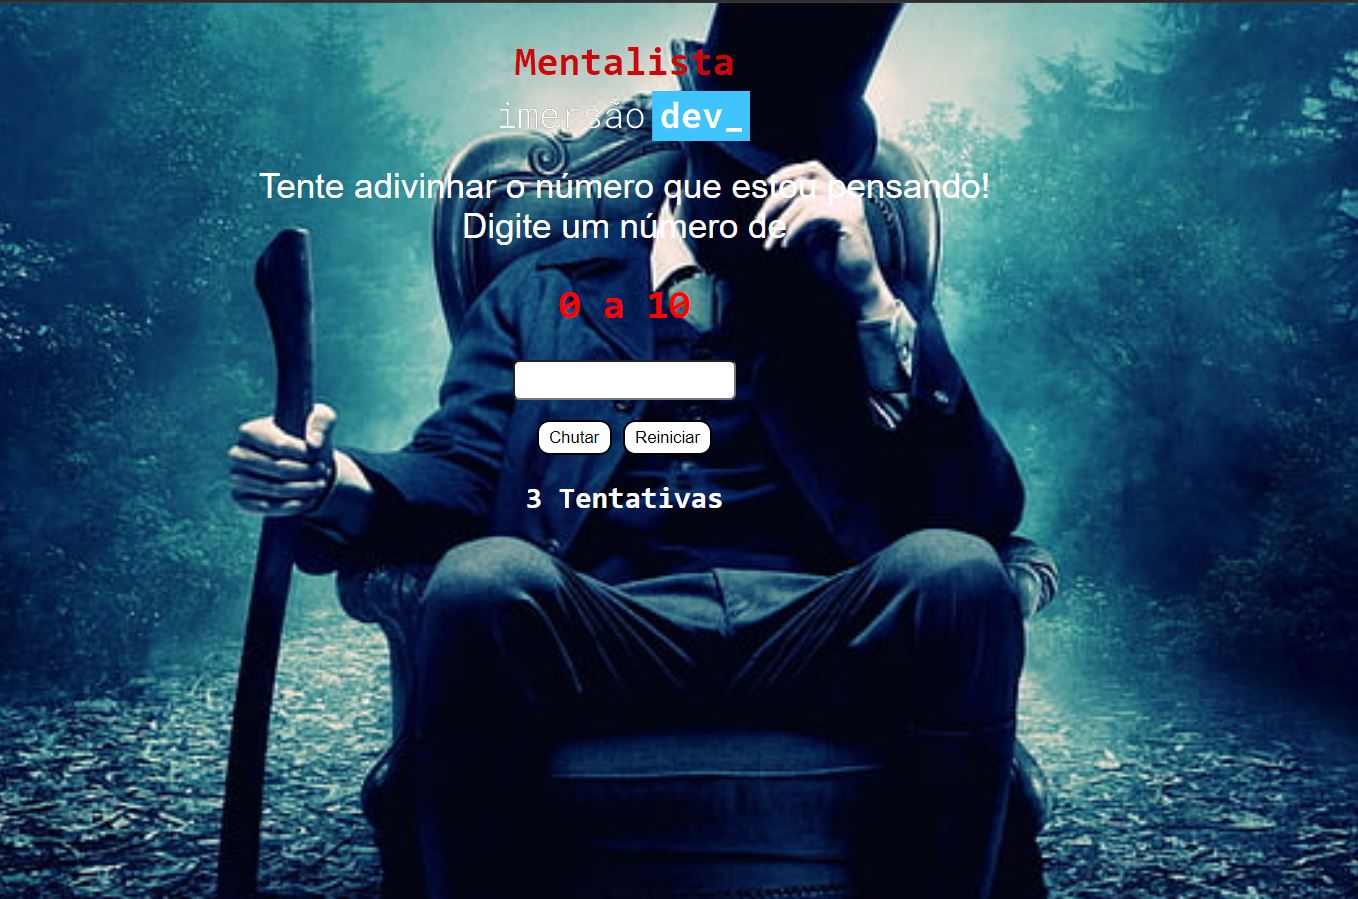 Mentalista
imersão dev_
Tente adivinhar o número que estou pensando!
Digite um número de
0 a 10
Chutar Reiniciar
3 Tentativas